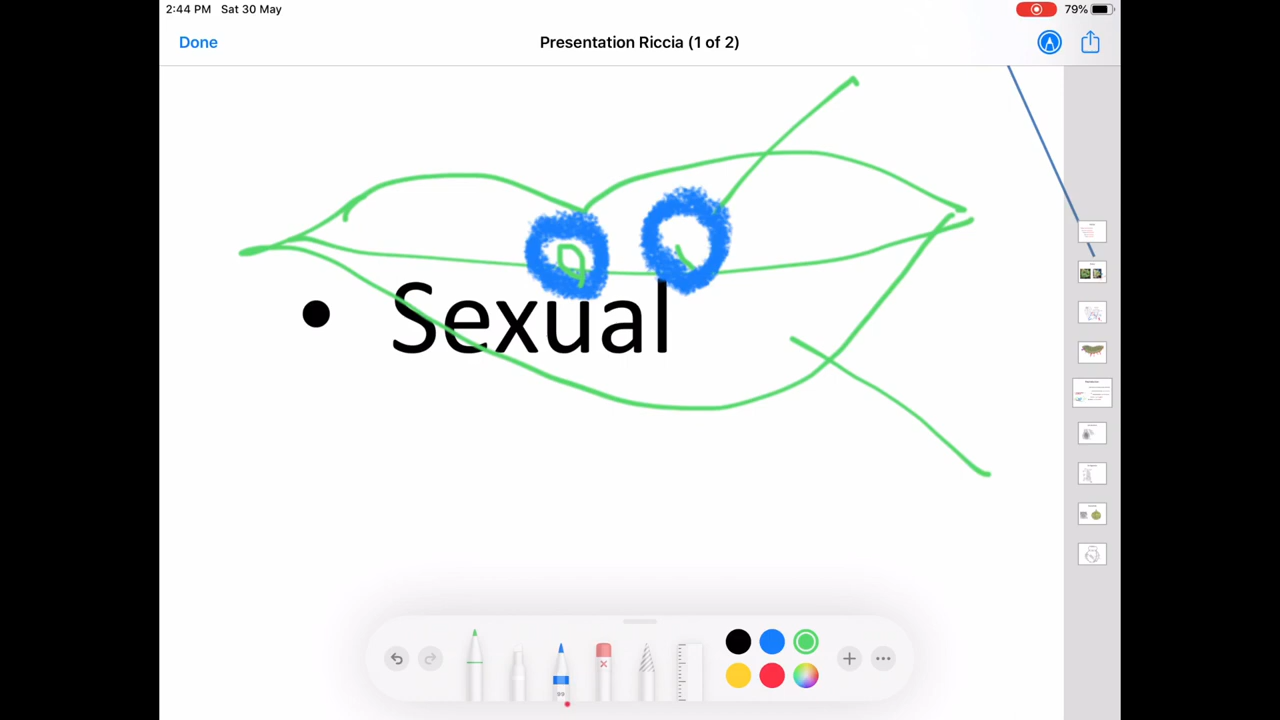 2:44 PM Sat 30 May
79%
Done
Presentation Riccia (1 of 2)
• Sexual